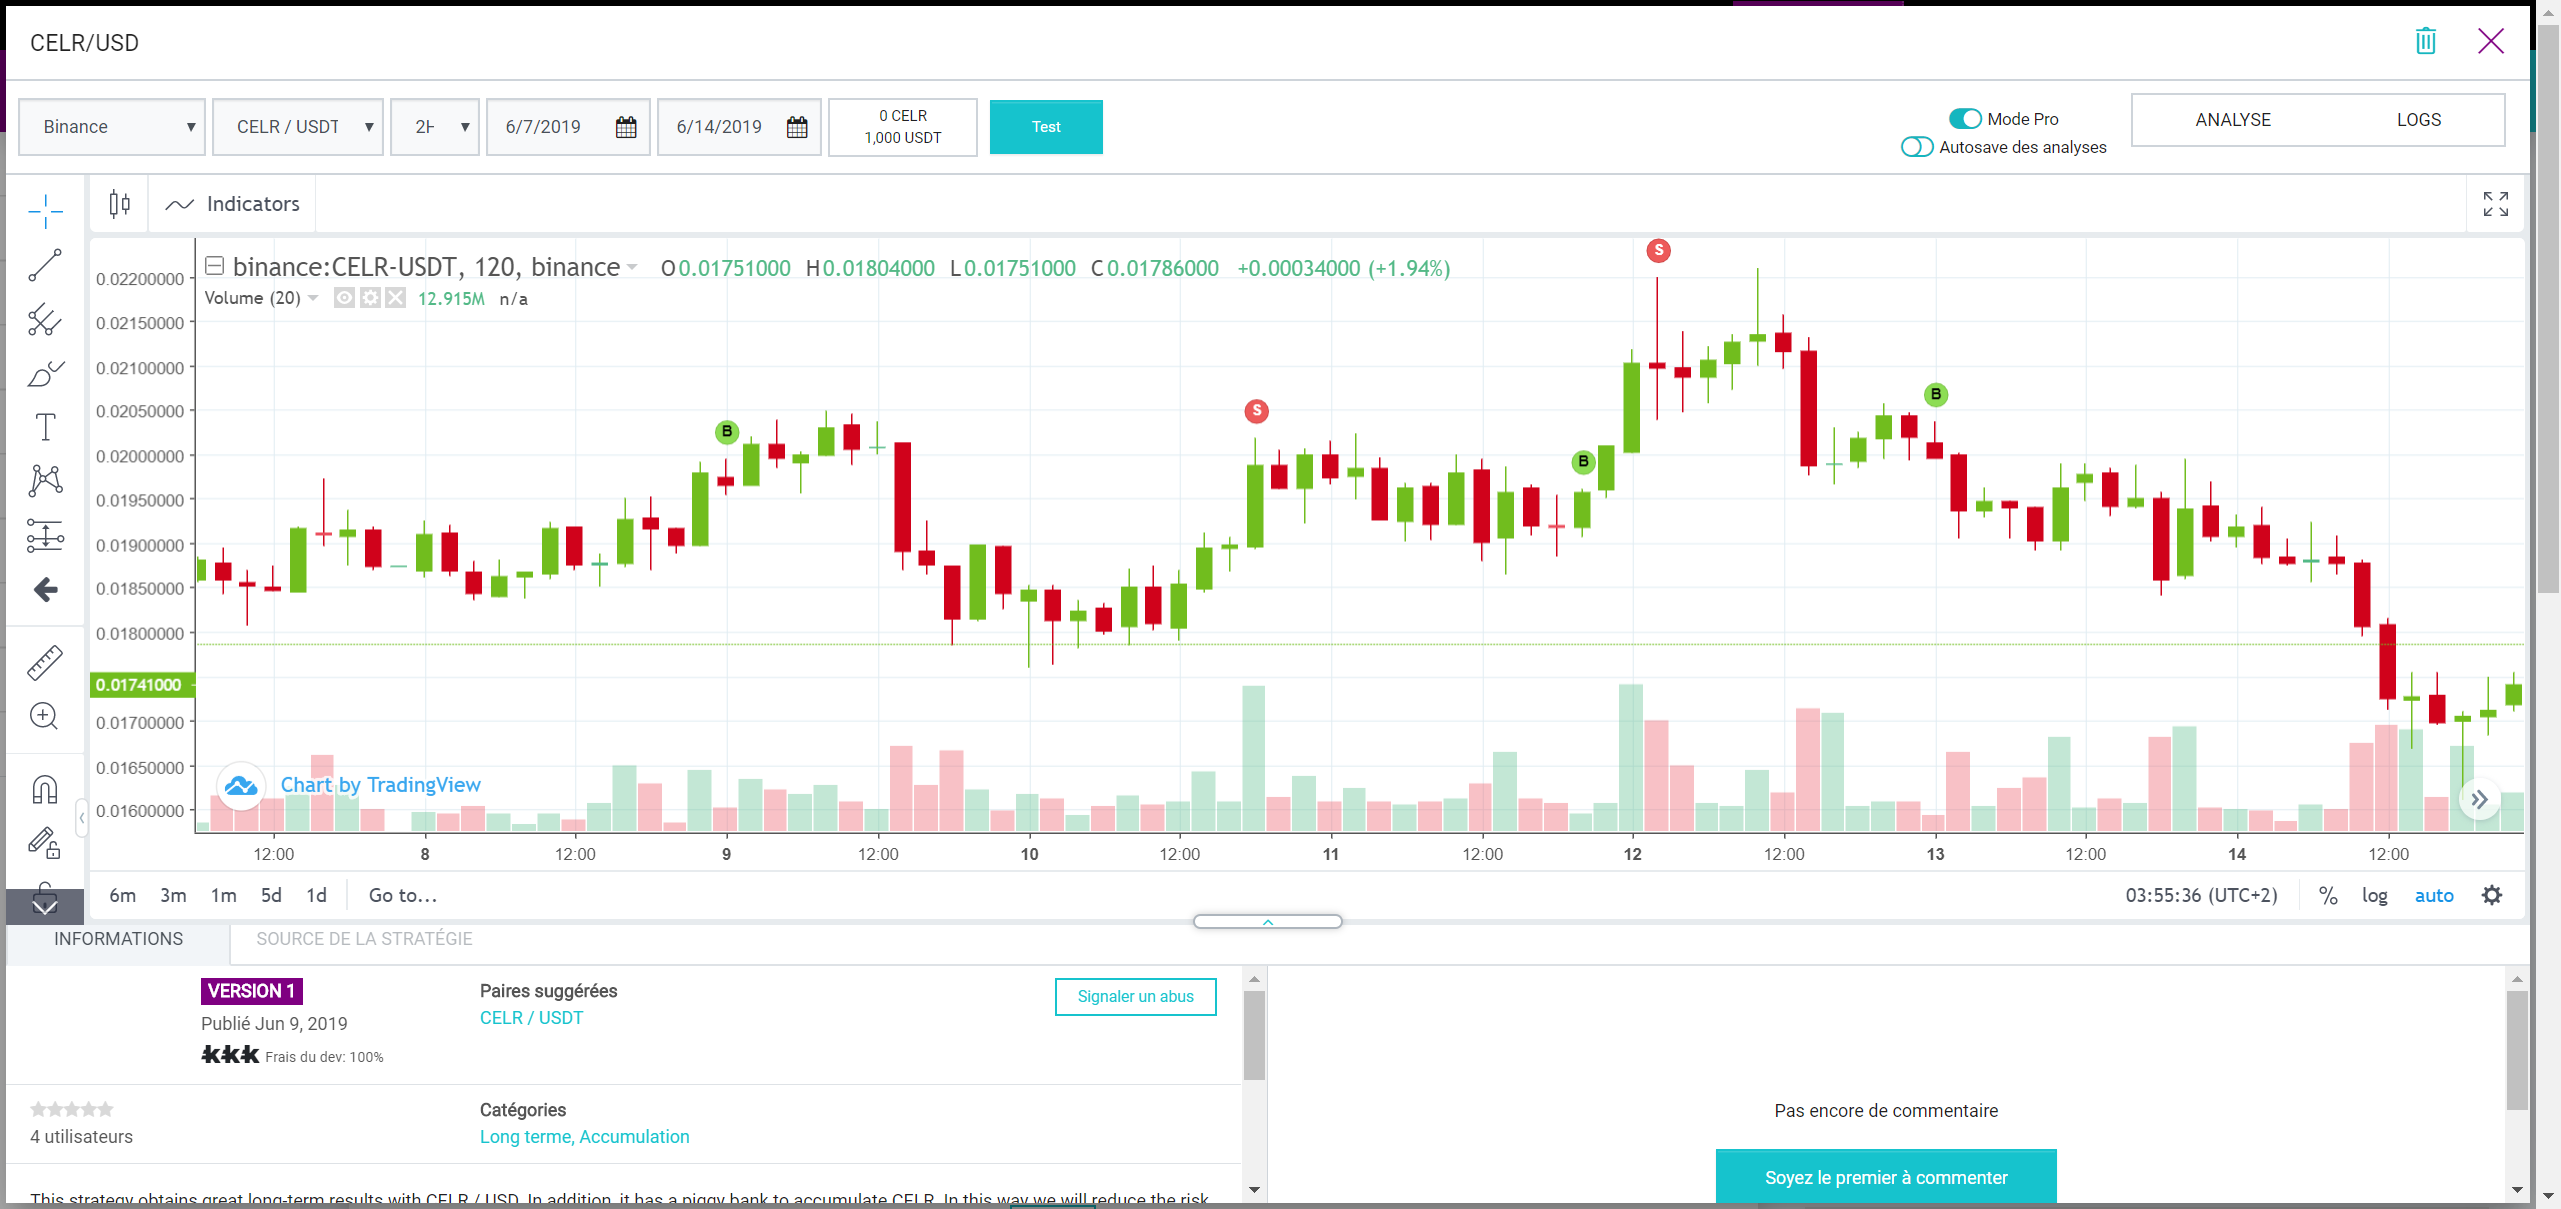 CELR/USD
Binance
CELR / USDT
2H
6/7/2019
6/14/2019
0 CELR
1,000 USDT
Test
Mode Pro
Autosave des analyses
ANALYSE
LOGS
Indicators
binance:CELR-USDT, 120, binance
O0.01751000 H0.01804000 L0.01751000 C0.01786000 +0.00034000 (+1.94%)
Volume (20) 12.915M n/a
0.02200000
0.02150000
0.02100000
0.02050000
0.02000000
0.01950000
0.01900000
0.01850000
0.01800000
0.01741000
0.01700000
0.01650000
0.01600000
B
S
B
S
B
Chart by TradingView
12:00 8 12:00 9 12:00 10 12:00 11 12:00 12 12:00 13 12:00 14 12:00
6m 3m 1m 5d 1d Go to...
03:55:36 (UTC+2) % log auto
INFORMATIONS
SOURCE DE LA STRATÉGIE
VERSION 1
Publié Jun 9, 2019
Frais du dev: 100%
Paires suggérées
CELR / USDT
Signaler un abus
4 utilisateurs
Catégories
Long terme, Accumulation
This strategy obtains great long-term results with CELR / USD. In addition, it has a piggy bank to accumulate CELR. In this way we will reduce the risk
Pas encore de commentaire
Soyez le premier à commenter